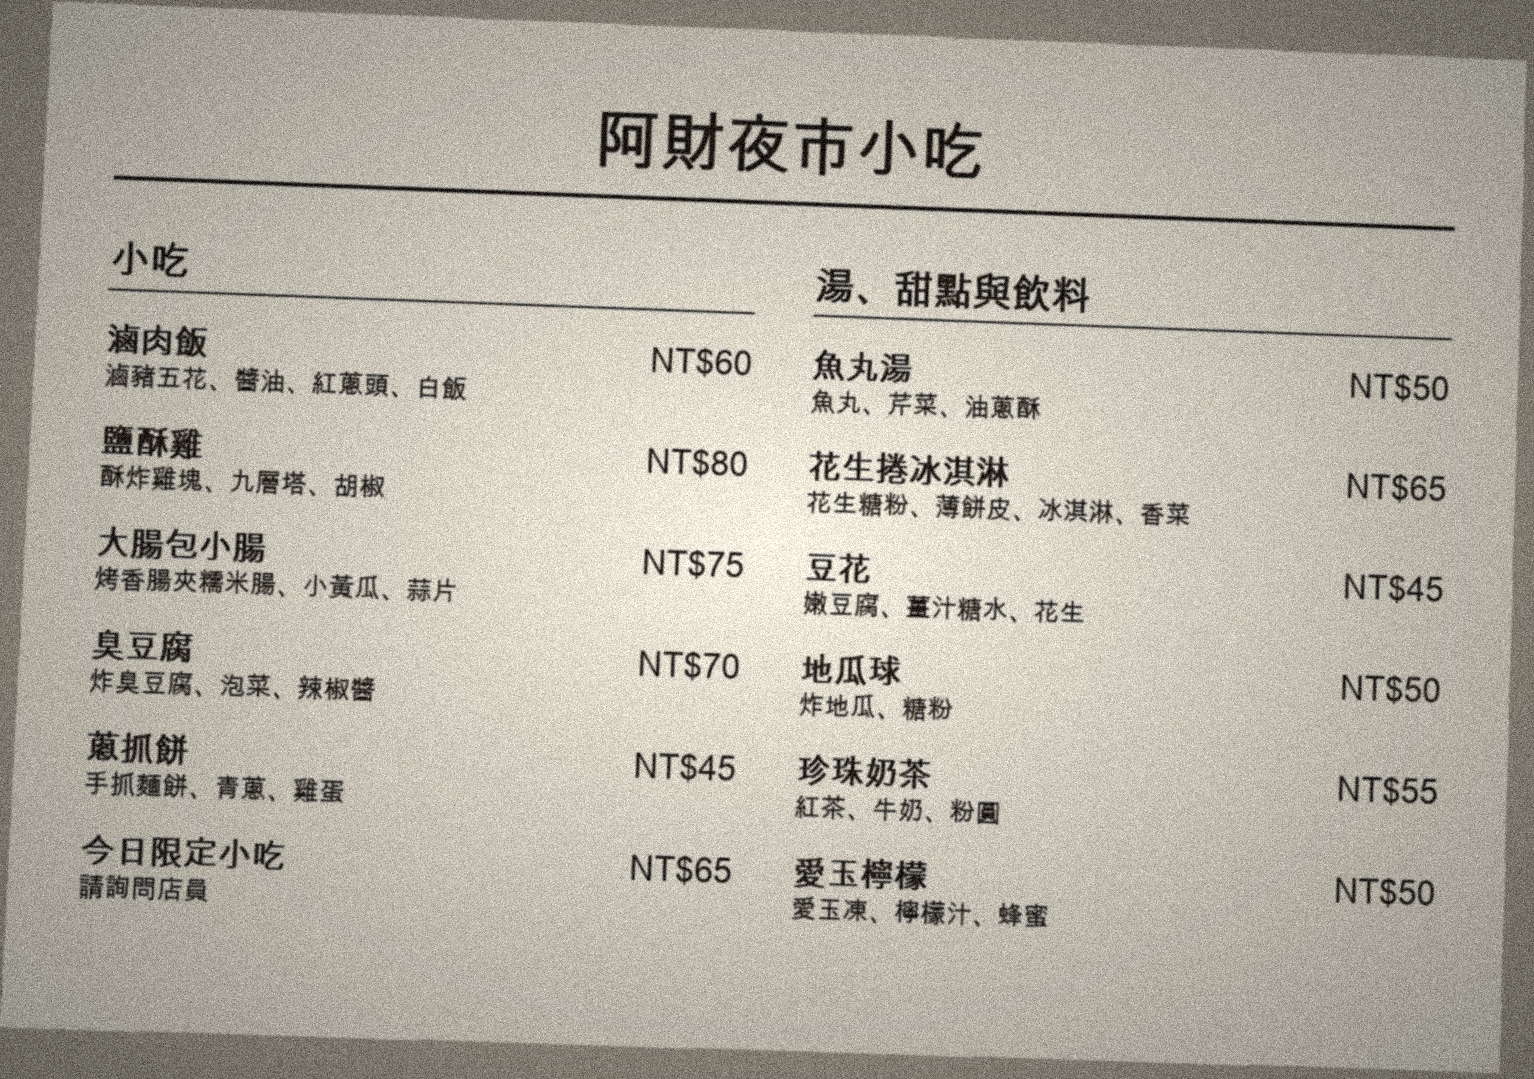 阿財夜市小吃
小吃
滷肉飯 NT$60
滷豬五花、醬油、紅蔥頭、白飯
鹽酥雞 NT$80
酥炸雞塊、九層塔、胡椒
大腸包小腸 NT$75
烤香腸夾糯米腸、小黃瓜、蒜片
臭豆腐 NT$70
炸臭豆腐、泡菜、辣椒醬
蔥抓餅 NT$45
手抓麵餅、青蔥、雞蛋
今日限定小吃 NT$65
請詢問店員
湯、甜點與飲料
魚丸湯 NT$50
魚丸、芹菜、油蔥酥
花生捲冰淇淋 NT$65
花生糖粉、薄餅皮、冰淇淋、香菜
豆花 NT$45
嫩豆腐、薑汁糖水、花生
地瓜球 NT$50
炸地瓜、糖粉
珍珠奶茶 NT$55
紅茶、牛奶、粉圓
愛玉檸檬 NT$50
愛玉凍、檸檬汁、蜂蜜